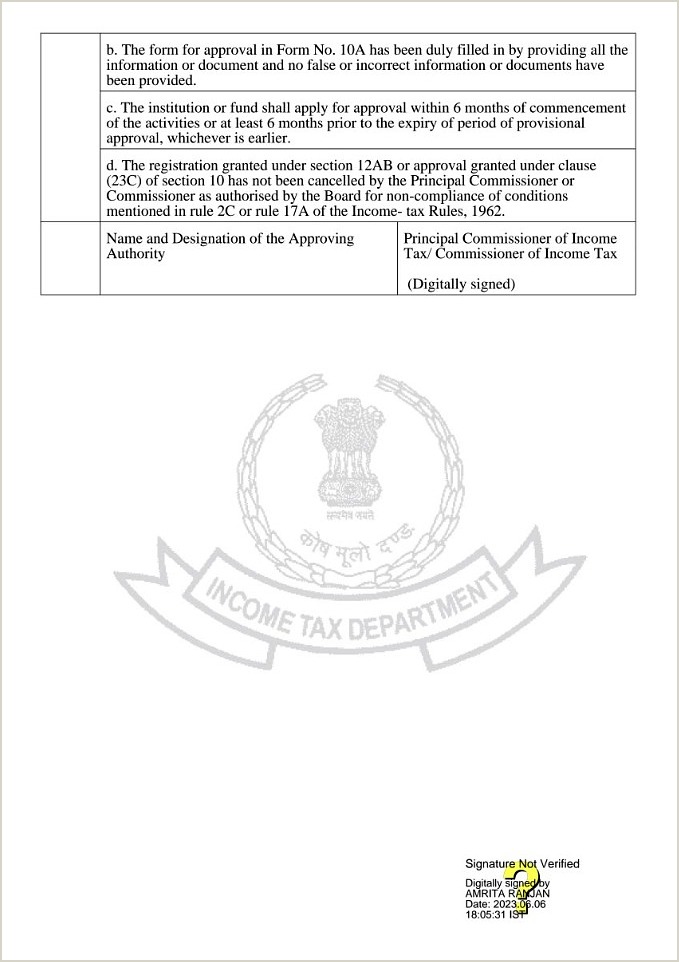 b. The form for approval in Form No. 10A has been duly filled in by providing all the
information or document and no false or incorrect information or documents have
been provided.
c. The institution or fund shall apply for approval within 6 months of commencement
of the activities or at least 6 months prior to the expiry of period of provisional
approval, whichever is earlier.
d. The registration granted under section 12AB or approval granted under clause
(23C) of section 10 has not been cancelled by the Principal Commissioner or
Commissioner as authorised by the Board for non-compliance of conditions
mentioned in rule 2C or rule 17A of the Income- tax Rules, 1962.
Name and Designation of the Approving
Authority
Principal Commissioner of Income
Tax/ Commissioner of Income Tax
(Digitally signed)
सत्यमेव जयते
कोष मूलो दण्डः
INCOME TAX DEPARTMENT
Signature Not Verified
Digitally signed by
AMRITA RANJAN
Date: 2023.06.06
18:05:31 IST